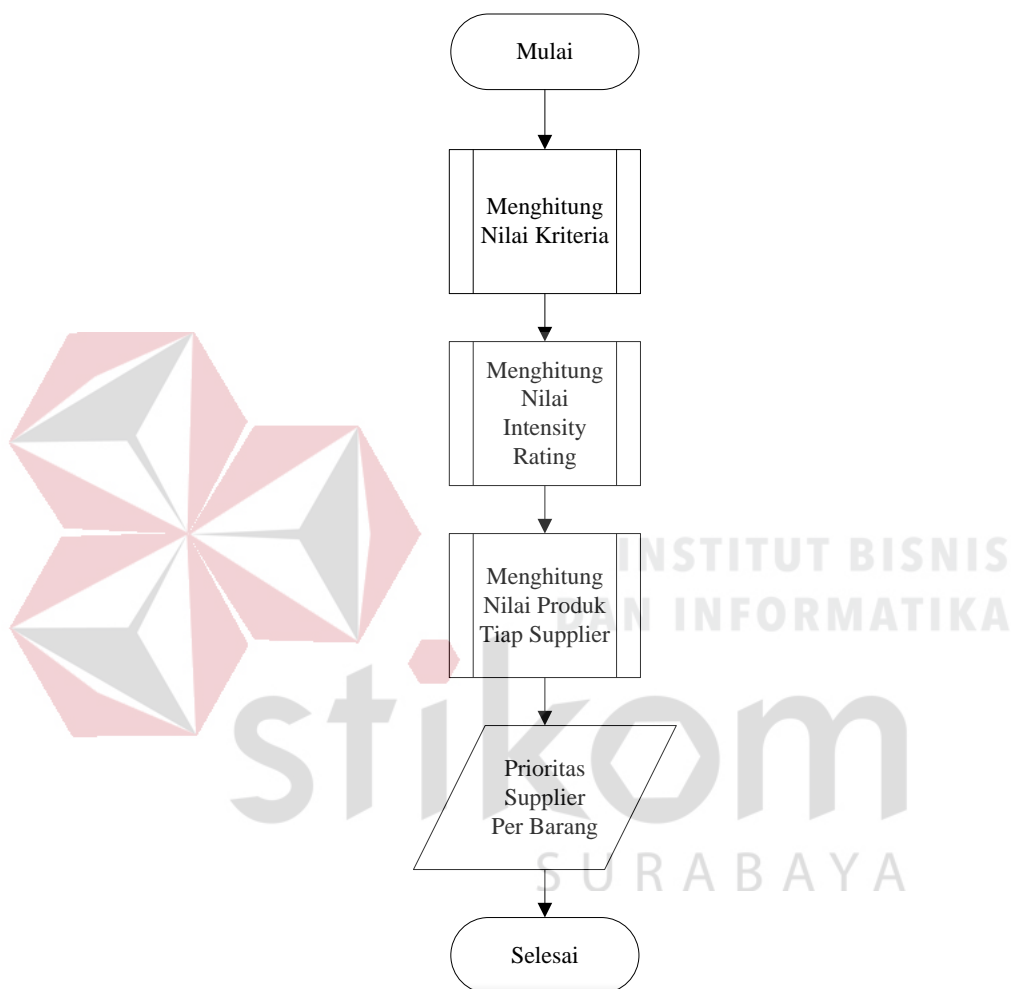 Mulai
Menghitung
Nilai Kriteria
Menghitung
Nilai
Intensity
Rating
INSTITUT BISNIS
DAN INFORMATIKA
Menghitung
Nilai Produk
Tiap Supplier
stikom
SURABAYA
Prioritas
Supplier
Per Barang
Selesai